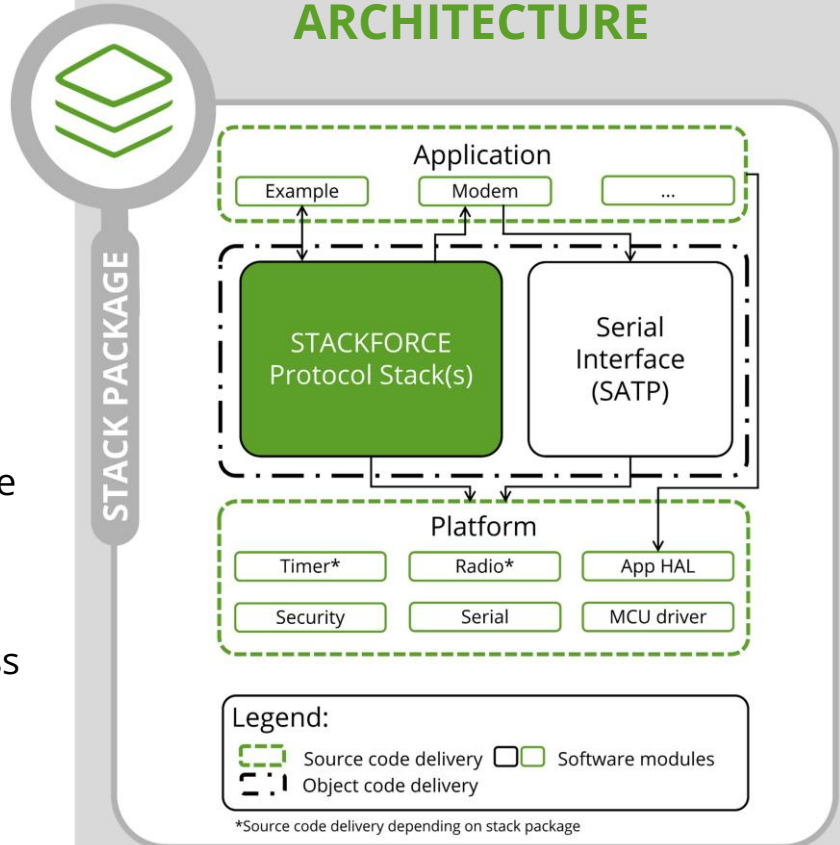 ARCHITECTURE
STACK PACKAGE
Application
Example
Modem
...
STACKFORCE
Protocol Stack(s)
Serial
Interface
(SATP)
e
s
Platform
Timer*
Radio*
App HAL
Security
Serial
MCU driver
Legend:
Source code delivery
Software modules
Object code delivery
*Source code delivery depending on stack package